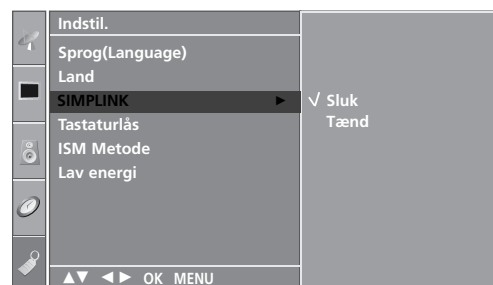 Indstil.
Sprog(Language)
Land
SIMPLINK ►
Tastaturlås
ISM Metode
Lav energi
√ Sluk
Tænd
▲▼ ◄► OK MENU